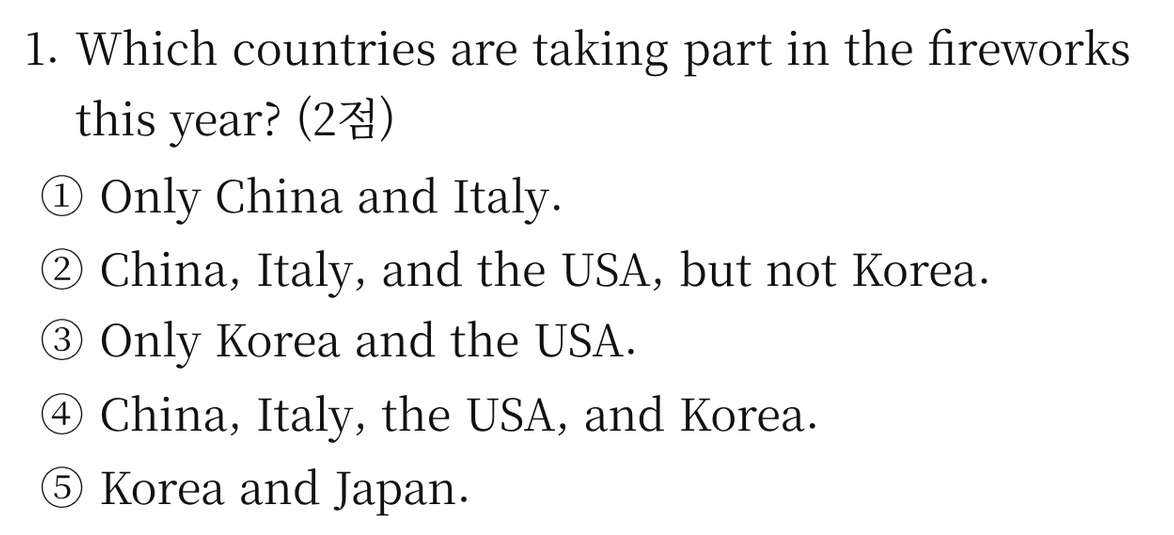 1. Which countries are taking part in the fireworks
this year? (2점)
① Only China and Italy.
② China, Italy, and the USA, but not Korea.
③ Only Korea and the USA.
④ China, Italy, the USA, and Korea.
⑤ Korea and Japan.